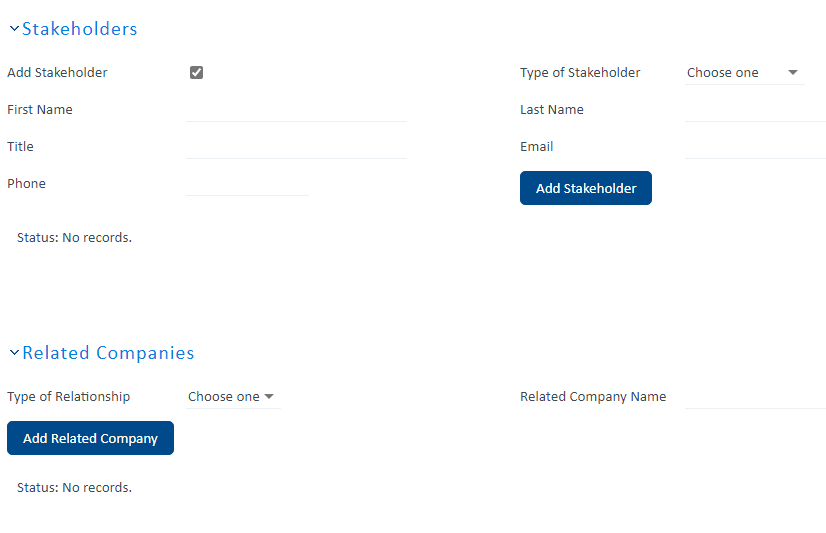 Stakeholders
Add Stakeholder
Type of Stakeholder Choose one
First Name
Last Name
Title
Email
Phone
Add Stakeholder
Status: No records.
Related Companies
Type of Relationship Choose one
Related Company Name
Add Related Company
Status: No records.